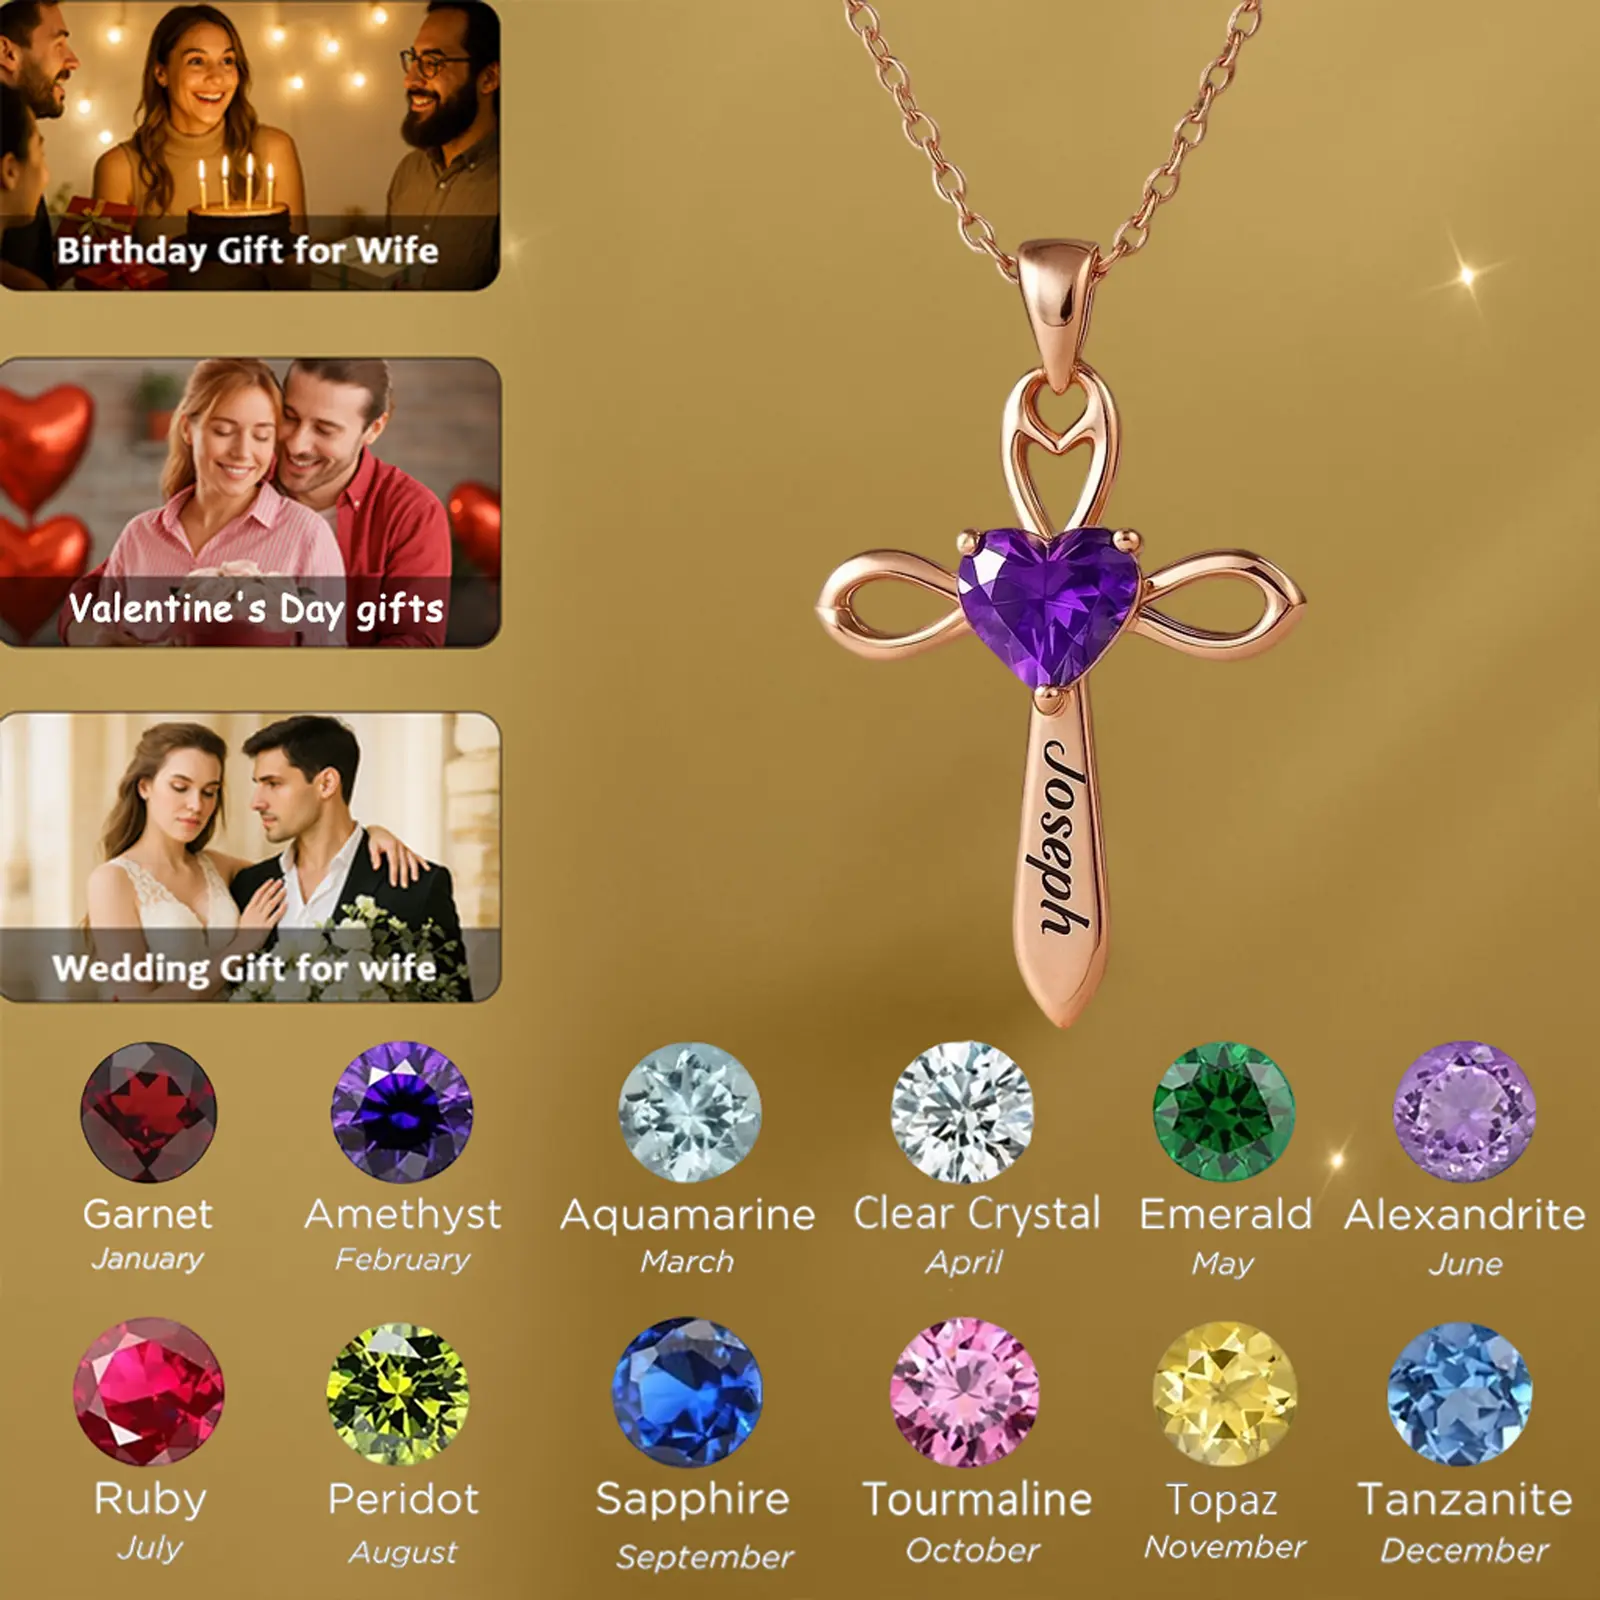 Birthday Gift for Wife
Valentine's Day gifts
Wedding Gift for wife
Joseph
Garnet
January
Amethyst
February
Aquamarine
March
Clear Crystal
April
Emerald
May
Alexandrite
June
Ruby
July
Peridot
August
Sapphire
September
Tourmaline
October
Topaz
November
Tanzanite
December